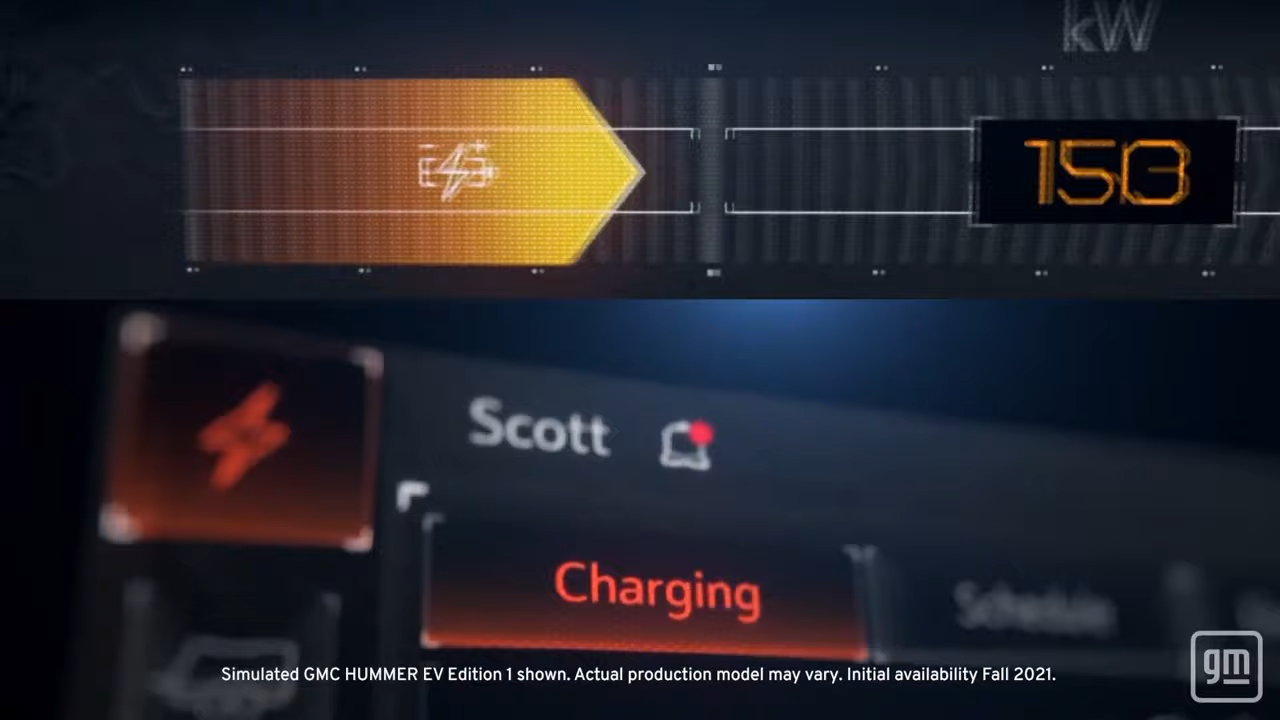 kW
Scott
Charging
Schedule
Simulated GMC HUMMER EV Edition 1 shown. Actual production model may vary. Initial availability Fall 2021.
gm